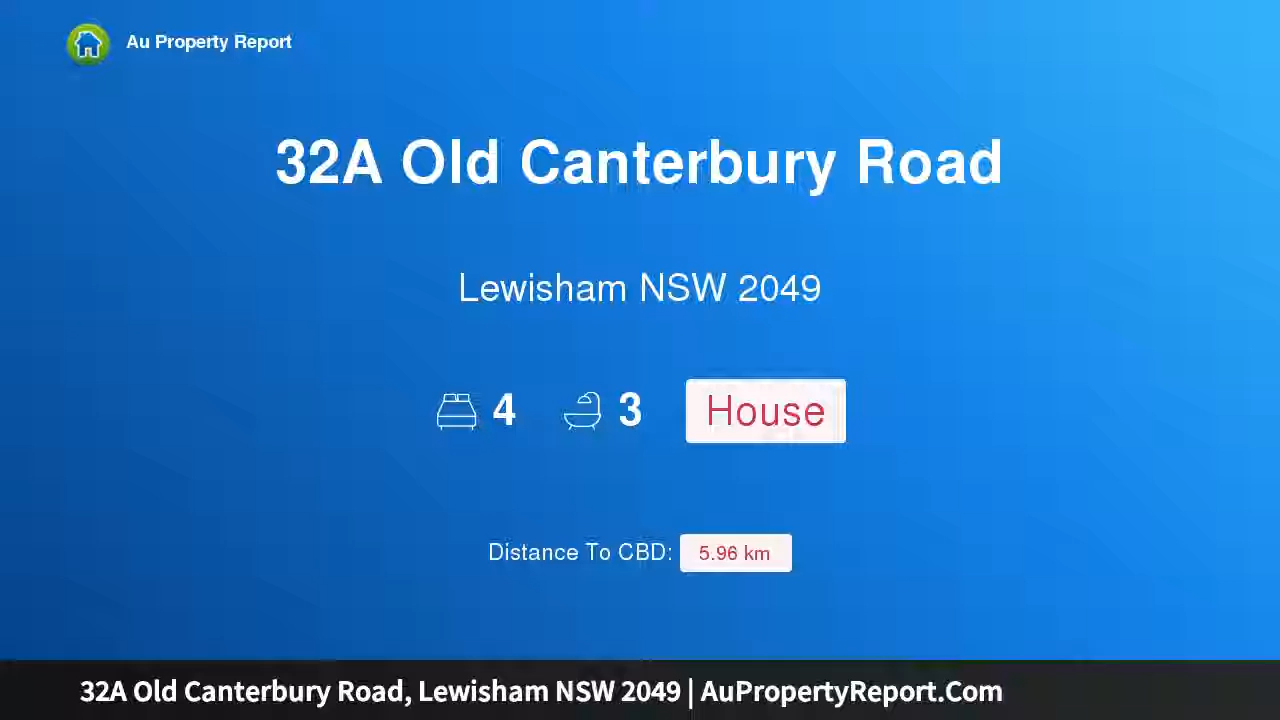 Au Property Report
32A Old Canterbury Road
Lewisham NSW 2049
4 3 House
Distance To CBD: 5.96 km
32A Old Canterbury Road, Lewisham NSW 2049 | AuPropertyReport.Com